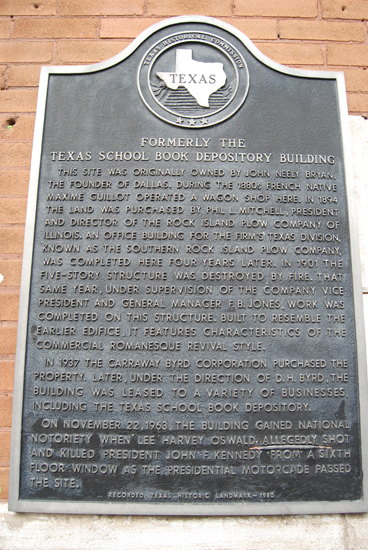 TEXAS HISTORICAL COMMISSION
TEXAS
FORMERLY THE
TEXAS SCHOOL BOOK DEPOSITORY BUILDING
THIS SITE WAS ORIGINALLY OWNED BY JOHN NEELY BRYAN,
THE FOUNDER OF DALLAS. DURING THE 1880s FRENCH NATIVE
MAXIME GUILLOT OPERATED A WAGON SHOP HERE. IN 1894
THE LAND WAS PURCHASED BY PHIL L. MITCHELL, PRESIDENT
AND DIRECTOR OF THE ROCK ISLAND PLOW COMPANY OF
ILLINOIS. AN OFFICE BUILDING FOR THE FIRM'S TEXAS DIVISION,
KNOWN AS THE SOUTHERN ROCK ISLAND PLOW COMPANY,
WAS COMPLETED HERE FOUR YEARS LATER. IN 1901 THE
FIVE-STORY STRUCTURE WAS DESTROYED BY FIRE. THAT
SAME YEAR, UNDER SUPERVISION OF THE COMPANY VICE
PRESIDENT AND GENERAL MANAGER F.B. JONES, WORK WAS
COMPLETED ON THIS STRUCTURE. BUILT TO RESEMBLE THE
EARLIER EDIFICE, IT FEATURES CHARACTERISTICS OF THE
COMMERCIAL ROMANESQUE REVIVAL STYLE.
IN 1937 THE CARRAWAY BYRD CORPORATION PURCHASED THE
PROPERTY. LATER, UNDER THE DIRECTION OF D.H. BYRD, THE
BUILDING WAS LEASED TO A VARIETY OF BUSINESSES,
INCLUDING THE TEXAS SCHOOL BOOK DEPOSITORY.
ON NOVEMBER 22, 1963, THE BUILDING GAINED NATIONAL
NOTORIETY WHEN LEE HARVEY OSWALD ALLEGEDLY SHOT
AND KILLED PRESIDENT JOHN F. KENNEDY FROM A SIXTH
FLOOR WINDOW AS THE PRESIDENTIAL MOTORCADE PASSED
THE SITE.
RECORDED TEXAS HISTORIC LANDMARK - 1980